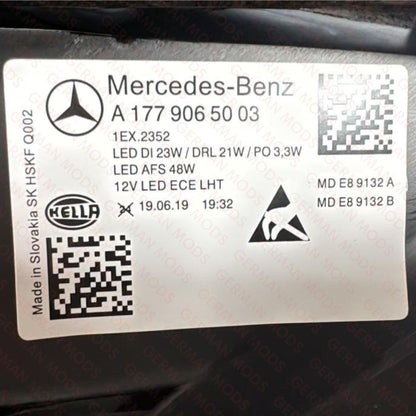 Mercedes-Benz
A 177 906 50 03
1EX.2352
LED DI 23W / DRL 21W / PO 3,3W
LED AFS 48W
12V LED ECE LHT
19.06.19 19:32
MD E8 9132 A
MD E8 9132 B
HELLA
Made in Slovakia SK HSKF Q002
GERMAN MODS